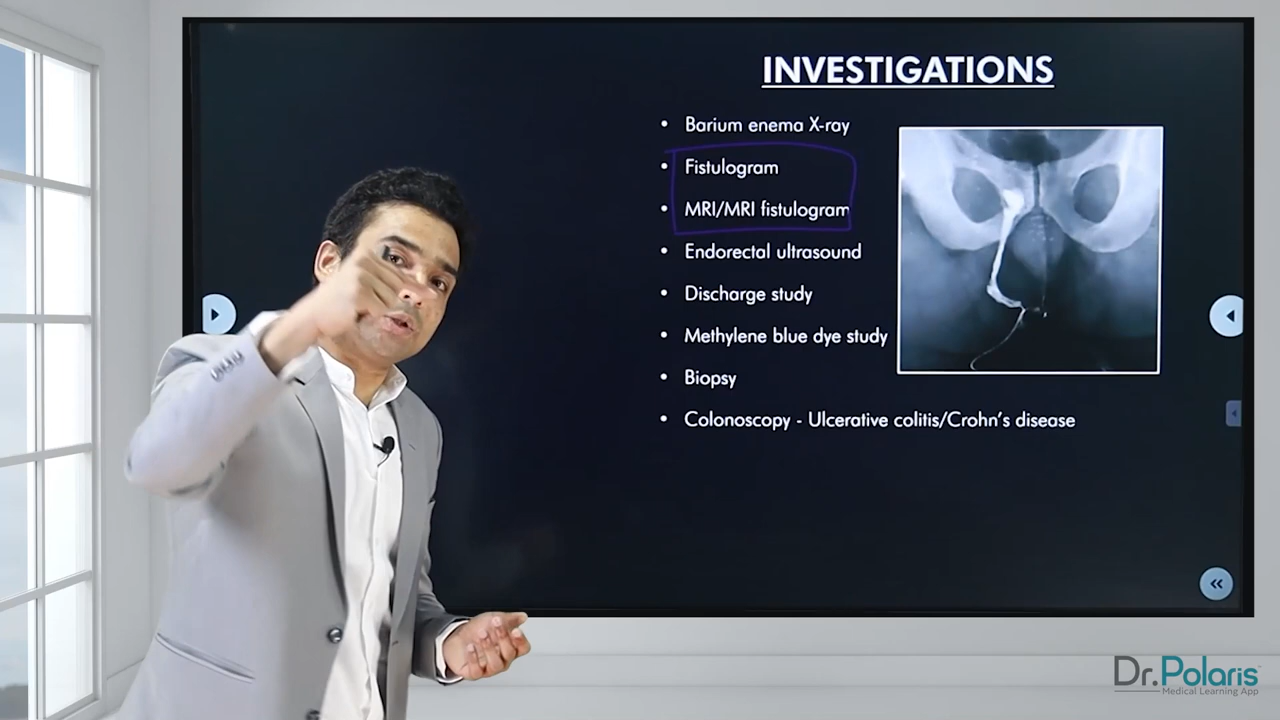 INVESTIGATIONS
• Barium enema X-ray
• Fistulogram
• MRI/MRI fistulogram
• Endorectal ultrasound
• Discharge study
• Methylene blue dye study
• Biopsy
• Colonoscopy - Ulcerative colitis/Crohn's disease
Dr.Polaris
Medical Learning App